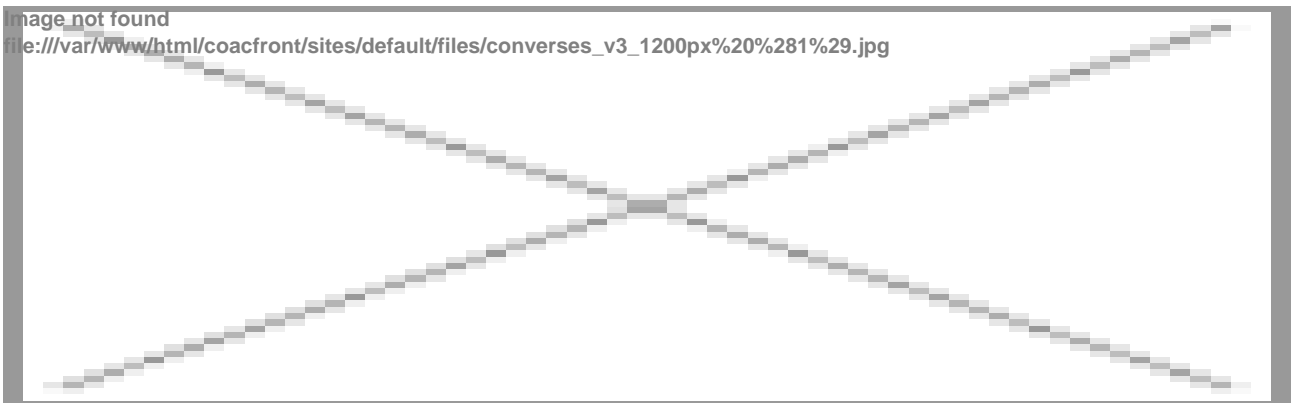 Image not found
file:///var/www/html/coacfront/sites/default/files/converses_v3_1200px%20%281%29.jpg